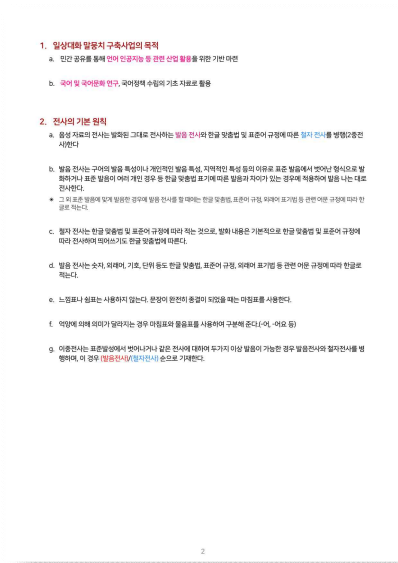 1. 일상대화 말뭉치 구축사업의 목적
a. 민간 공유를 통해 언어 인공지능 등 관련 산업 활용을 위한 기반 마련
b. 국어 및 국어문화 연구, 국어정책 수립의 기초 자료로 활용
2. 전사의 기본 원칙
a. 음성 자료의 전사는 발화된 그대로 전사하는 발음 전사와 한글 맞춤법 및 표준어 규정에 따른 철자 전사를 병행(2중전
사)한다
b. 발음 전사는 구어의 발음 특성이나 개인적인 발음 특성, 지역적인 특성 등의 이유로 표준 발음에서 벗어난 형식으로 발
화하거나 표준 발음이 여러 개인 경우 등 한글 맞춤법 표기에 따른 발음과 차이가 있는 경우에 적용하여 발음 나는 대로
전사한다.
※ 그 외 표준 발음에 맞게 발음한 경우에 발음 전사를 할 때에는 한글 맞춤법, 표준어 규정, 외래어 표기법 등 관련 어문 규정에 따라 한
글로 적는다.
c. 철자 전사는 한글 맞춤법 및 표준어 규정에 따라 적는 것으로, 발화 내용은 기본적으로 한글 맞춤법 및 표준어 규정에
따라 전사하며 띄어쓰기도 한글 맞춤법에 따른다.
d. 발음 전사는 숫자, 외래어, 기호, 단위 등도 한글 맞춤법, 표준어 규정, 외래어 표기법 등 관련 어문 규정에 따라 한글로
적는다.
e. 느낌표나 쉼표는 사용하지 않는다. 문장이 완전히 종결이 되었을 때는 마침표를 사용한다.
f. 억양에 의해 의미가 달라지는 경우 마침표와 물음표를 사용하여 구분해 준다.(-어, -어요 등)
g. 이중전사는 표준발성에서 벗어나거나 같은 전사에 대하여 두가지 이상 발음이 가능한 경우 발음전사와 철자전사를 병
행하며, 이 경우 (발음전사)/(철자전사) 순으로 기재한다.
2